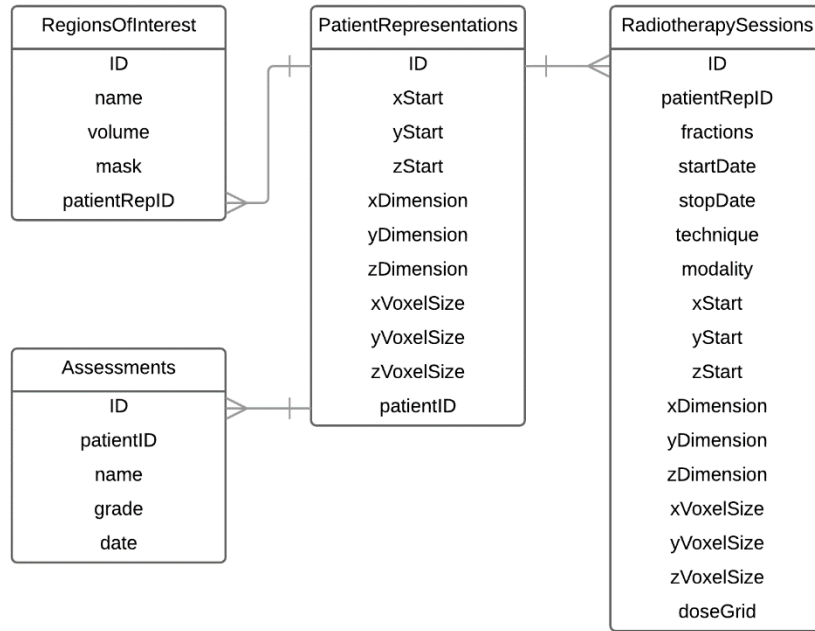 RegionsOfInterest
ID
name
volume
mask
patientRepID
Assessments
ID
patientID
name
grade
date
PatientRepresentations
ID
xStart
yStart
zStart
xDimension
yDimension
zDimension
xVoxelSize
yVoxelSize
zVoxelSize
patientID
RadiotherapySessions
ID
patientRepID
fractions
startDate
stopDate
technique
modality
xStart
yStart
zStart
xDimension
yDimension
zDimension
xVoxelSize
yVoxelSize
zVoxelSize
doseGrid